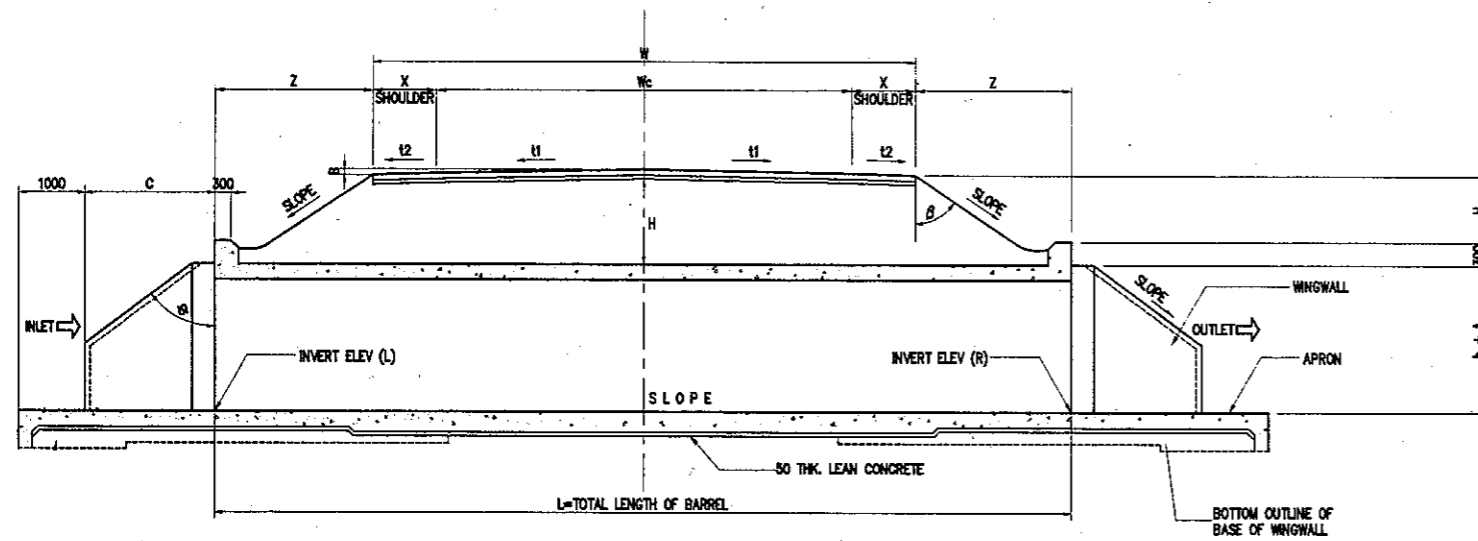 W
Z
X
SHOULDER
Wc
X
SHOULDER
Z
t2
t1
t1
t2
B
1000
C
300
SLOPE
SLOPE
β
H
H
300
INLET
SLOPE
WINGWALL
OUTLET
INVERT ELEV (L)
INVERT ELEV (R)
APRON
SLOPE
50 THK. LEAN CONCRETE
L=TOTAL LENGTH OF BARREL
BOTTOM OUTLINE OF
BASE OF WINGWALL